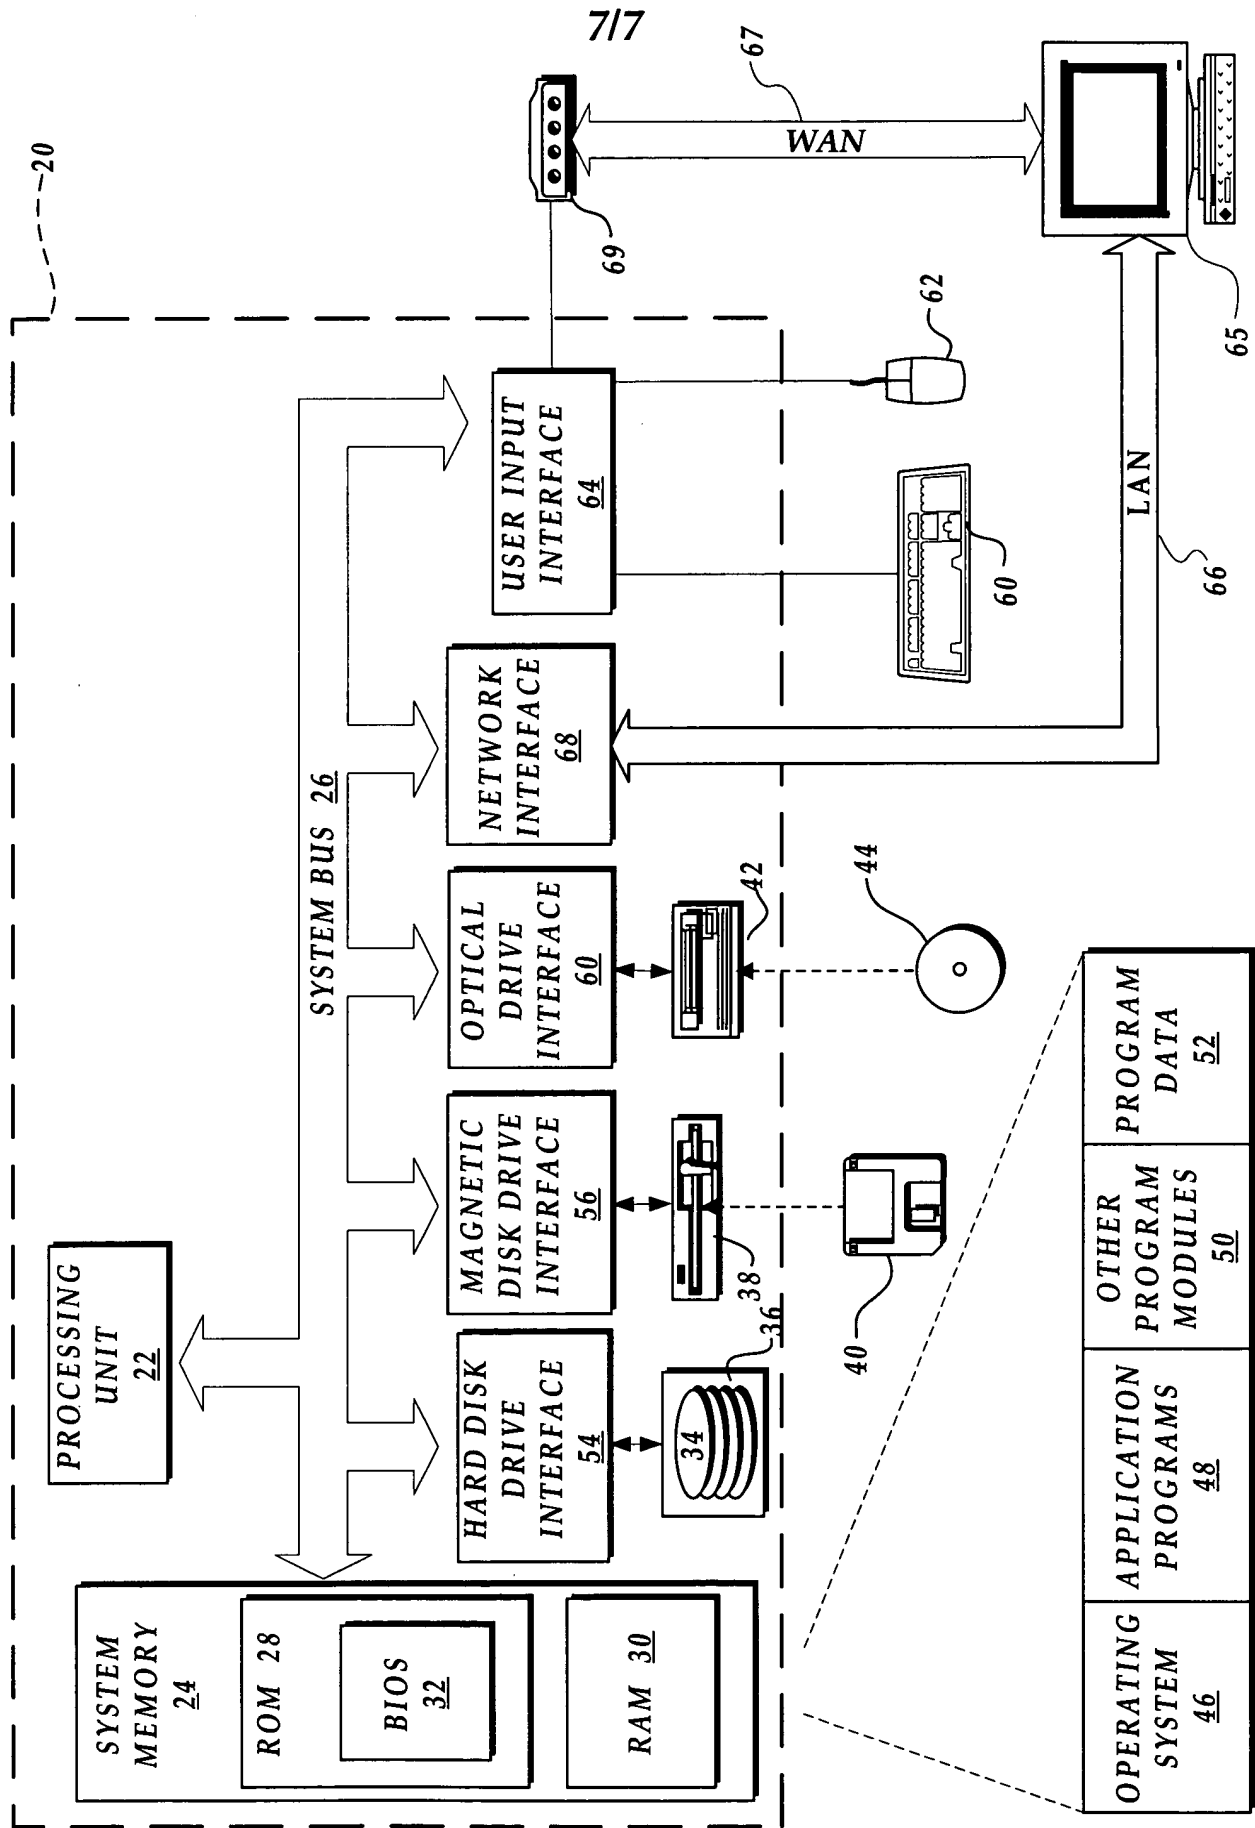 7/7
20
PROCESSING
UNIT
22
SYSTEM
MEMORY
24
ROM 28
BIOS
32
RAM 30
SYSTEM BUS 26
HARD DISK
DRIVE
INTERFACE
54
MAGNETIC
DISK DRIVE
INTERFACE
56
OPTICAL
DRIVE
INTERFACE
60
NETWORK
INTERFACE
68
USER INPUT
INTERFACE
64
34
36
38
42
40
44
60
62
69
67
WAN
LAN
66
65
OPERATING
SYSTEM
46
APPLICATION
PROGRAMS
48
OTHER
PROGRAM
MODULES
50
PROGRAM
DATA
52